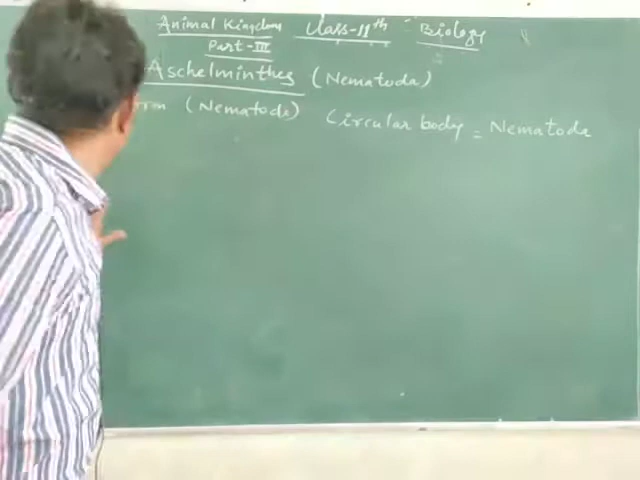 Animal Kingdom Class-11th - Biology
Part-III
Aschelminthes (Nematoda)
(Nematode) Circular body = Nematoda